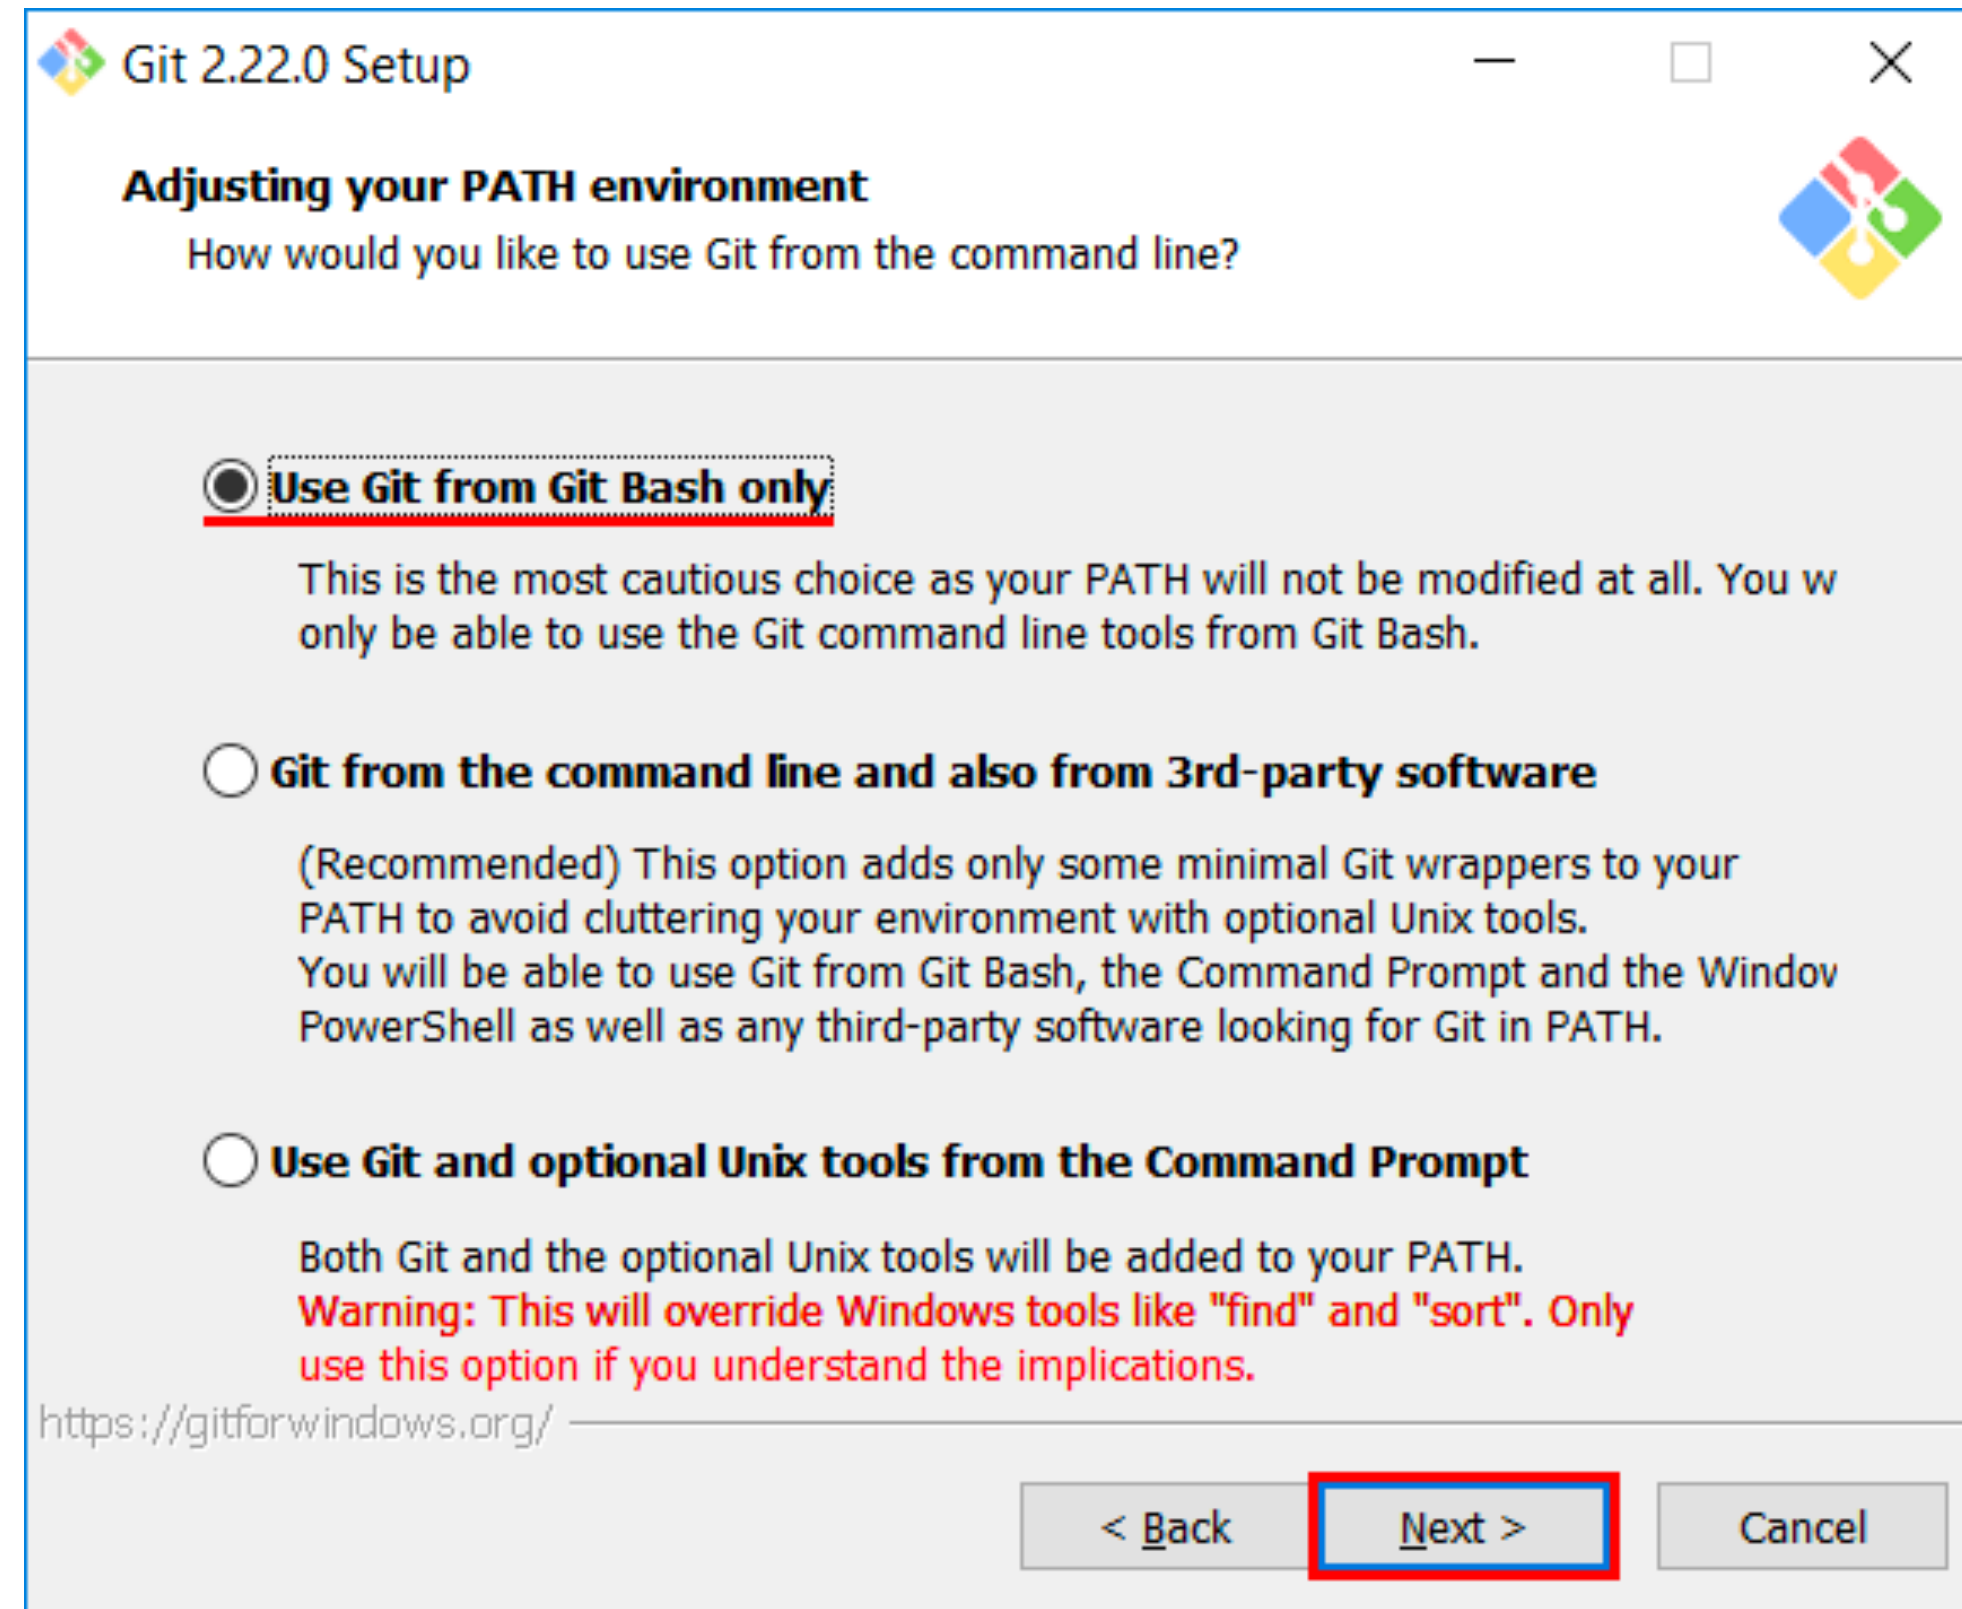 Git 2.22.0 Setup
Adjusting your PATH environment
How would you like to use Git from the command line?
Use Git from Git Bash only
This is the most cautious choice as your PATH will not be modified at all. You w
only be able to use the Git command line tools from Git Bash.
Git from the command line and also from 3rd-party software
(Recommended) This option adds only some minimal Git wrappers to your
PATH to avoid cluttering your environment with optional Unix tools.
You will be able to use Git from Git Bash, the Command Prompt and the Window
PowerShell as well as any third-party software looking for Git in PATH.
Use Git and optional Unix tools from the Command Prompt
Both Git and the optional Unix tools will be added to your PATH.
Warning: This will override Windows tools like "find" and "sort". Only
use this option if you understand the implications.
https://gitforwindows.org/
< Back
Next >
Cancel